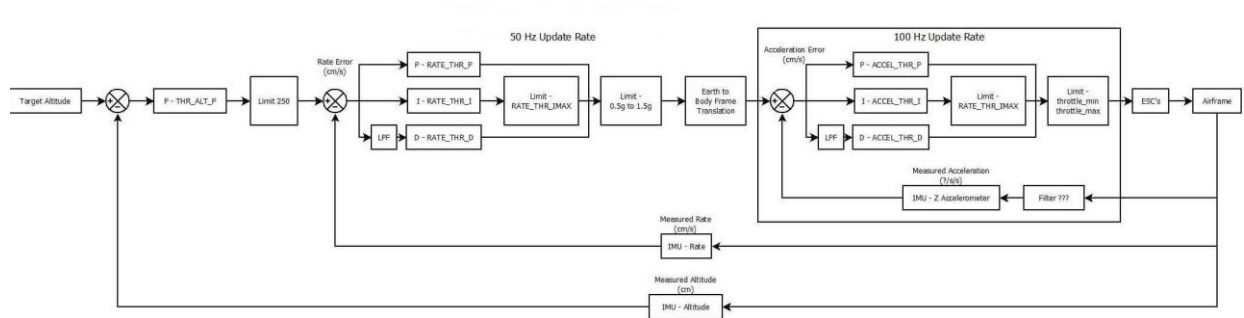 50 Hz Update Rate
100 Hz Update Rate
Rate Error
(cm/s)
Acceleration Error
(cm/s)
P - RATE_THR_P
P - ACCEL_THR_P
Target Altitude
P - THR_ALT_P
Limit 250
I - RATE_THR_I
Limit -
RATE_THR_IMAX
Limit -
0.5g to 1.5g
Earth to
Body Frame
Translation
I - ACCEL_THR_I
Limit -
RATE_THR_IMAX
Limit -
throttle_min
throttle_max
ESC's
Airframe
LPF
D - RATE_THR_D
LPF
D - ACCEL_THR_D
Measured Acceleration
(?/s/s)
IMU - Z Accelerometer
Filter ???
Measured Rate
(cm/s)
IMU - Rate
Measured Altitude
(cm)
IMU - Altitude